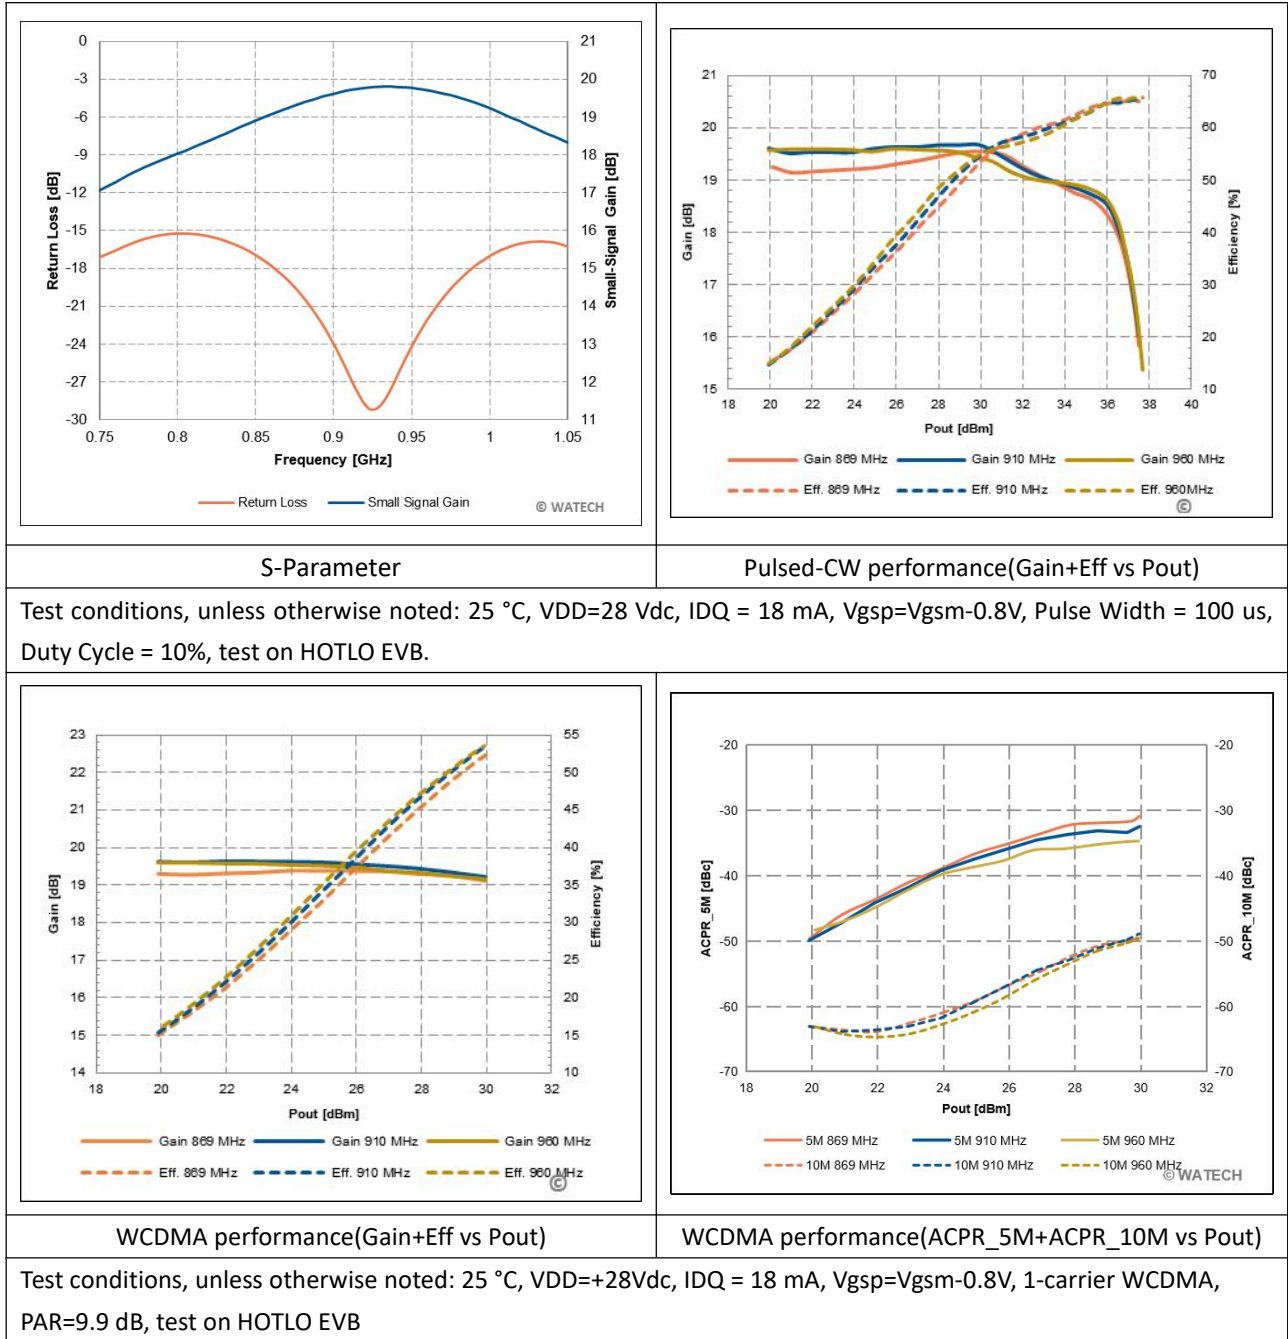 0
-3
-6
-9
-12
-15
-18
-21
-24
-27
-30
Return Loss [dB]
21
20
19
18
17
16
15
14
13
12
11
Small-Signal Gain [dB]
0.75 0.8 0.85 0.9 0.95 1 1.05
Frequency [GHz]
Return Loss Small Signal Gain
© WATECH
21
20
19
18
17
16
15
Gain [dB]
70
60
50
40
30
20
10
Efficiency [%]
18 20 22 24 26 28 30 32 34 36 38 40
Pout [dBm]
Gain 869 MHz Gain 910 MHz Gain 960 MHz
Eff. 869 MHz Eff. 910 MHz Eff. 960MHz
©
S-Parameter
Pulsed-CW performance(Gain+Eff vs Pout)
Test conditions, unless otherwise noted: 25 °C, VDD=28 Vdc, IDQ = 18 mA, Vgsp=Vgsm-0.8V, Pulse Width = 100 us,
Duty Cycle = 10%, test on HOTLO EVB.
23
22
21
20
19
18
17
16
15
14
Gain [dB]
55
50
45
40
35
30
25
20
15
10
Efficiency [%]
18 20 22 24 26 28 30 32
Pout [dBm]
Gain 869 MHz Gain 910 MHz Gain 960 MHz
Eff. 869 MHz Eff. 910 MHz Eff. 960 MHz
©
-20
-30
-40
-50
-60
-70
ACPR_5M [dBc]
-20
-30
-40
-50
-60
-70
ACPR_10M [dBc]
18 20 22 24 26 28 30 32
Pout [dBm]
5M 869 MHz 5M 910 MHz 5M 960 MHz
10M 869 MHz 10M 910 MHz 10M 960 MHz
© WATECH
WCDMA performance(Gain+Eff vs Pout)
WCDMA performance(ACPR_5M+ACPR_10M vs Pout)
Test conditions, unless otherwise noted: 25 °C, VDD=+28Vdc, IDQ = 18 mA, Vgsp=Vgsm-0.8V, 1-carrier WCDMA,
PAR=9.9 dB, test on HOTLO EVB